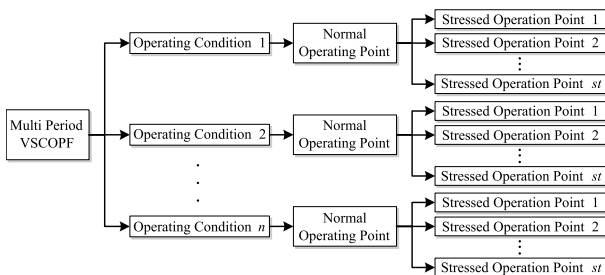 Multi Period
VSCOPF
Operating Condition 1
Normal
Operating Point
Stressed Operation Point 1
Stressed Operation Point 2
Stressed Operation Point st
Operating Condition 2
Normal
Operating Point
Stressed Operation Point 1
Stressed Operation Point 2
Stressed Operation Point st
Operating Condition n
Normal
Operating Point
Stressed Operation Point 1
Stressed Operation Point 2
Stressed Operation Point st